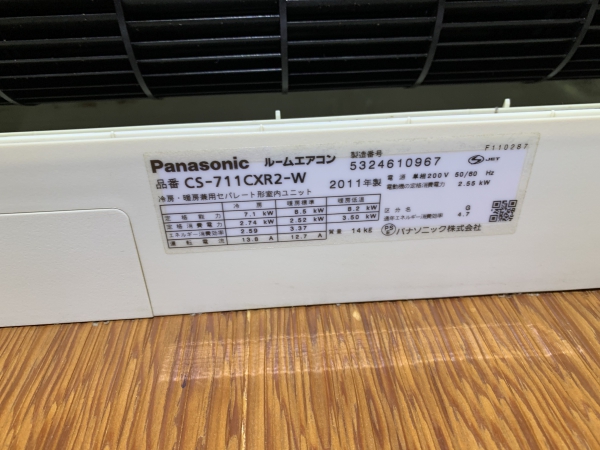 F110287
Panasonic ルームエアコン
製造番号
5324610967
JET
品番 CS-711CXR2-W 2011年製
電源 単相200V 50/60 Hz
電動機の定格消費電力 2.55 kW
冷房・暖房兼用セパレート形室内ユニット
冷房 暖房標準 暖房低温
定格能力 7.1 kW 8.5 kW 8.2 kW
定格消費電力 2.74 kW 2.52 kW 3.50 kW
エネルギー消費効率 2.59 3.37
運転電流 13.8 A 12.7 A
質量 14 kg
区分名 G
通年エネルギー消費効率 4.7
パナソニック株式会社